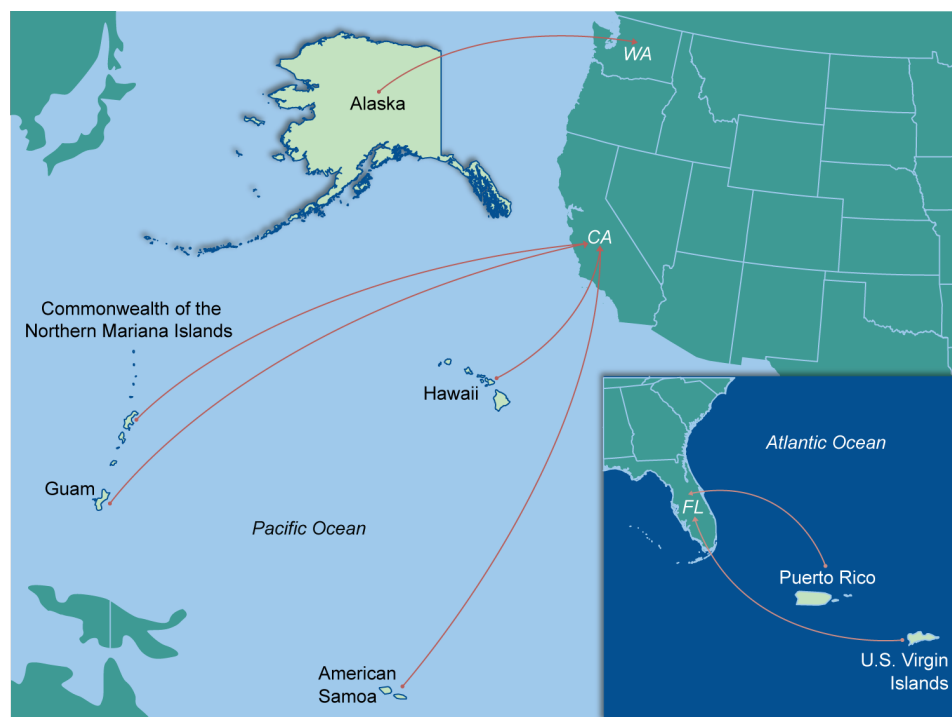 WA
Alaska
CA
Commonwealth of the
Northern Mariana Islands
Hawaii
Atlantic Ocean
Guam
FL
Pacific Ocean
Puerto Rico
U.S. Virgin
Islands
American
Samoa